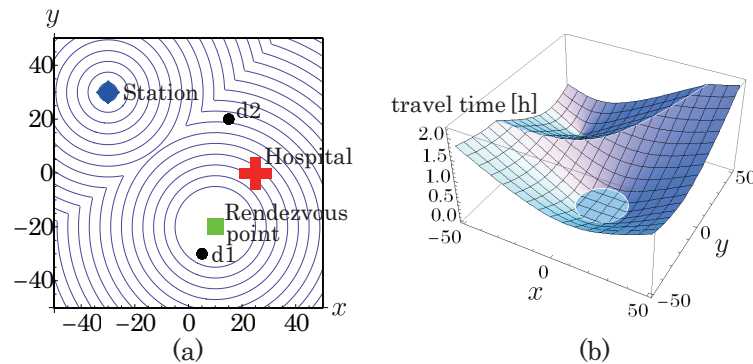 y
40
20
0
−20
−40
−40 −20 0 20 40
x
Station
d2
Hospital
Rendezvous
point
d1
(a)
travel time [h]
2.0
1.5
1.0
0.5
0.0
−50
0
50
x
−50
0
50
y
(b)